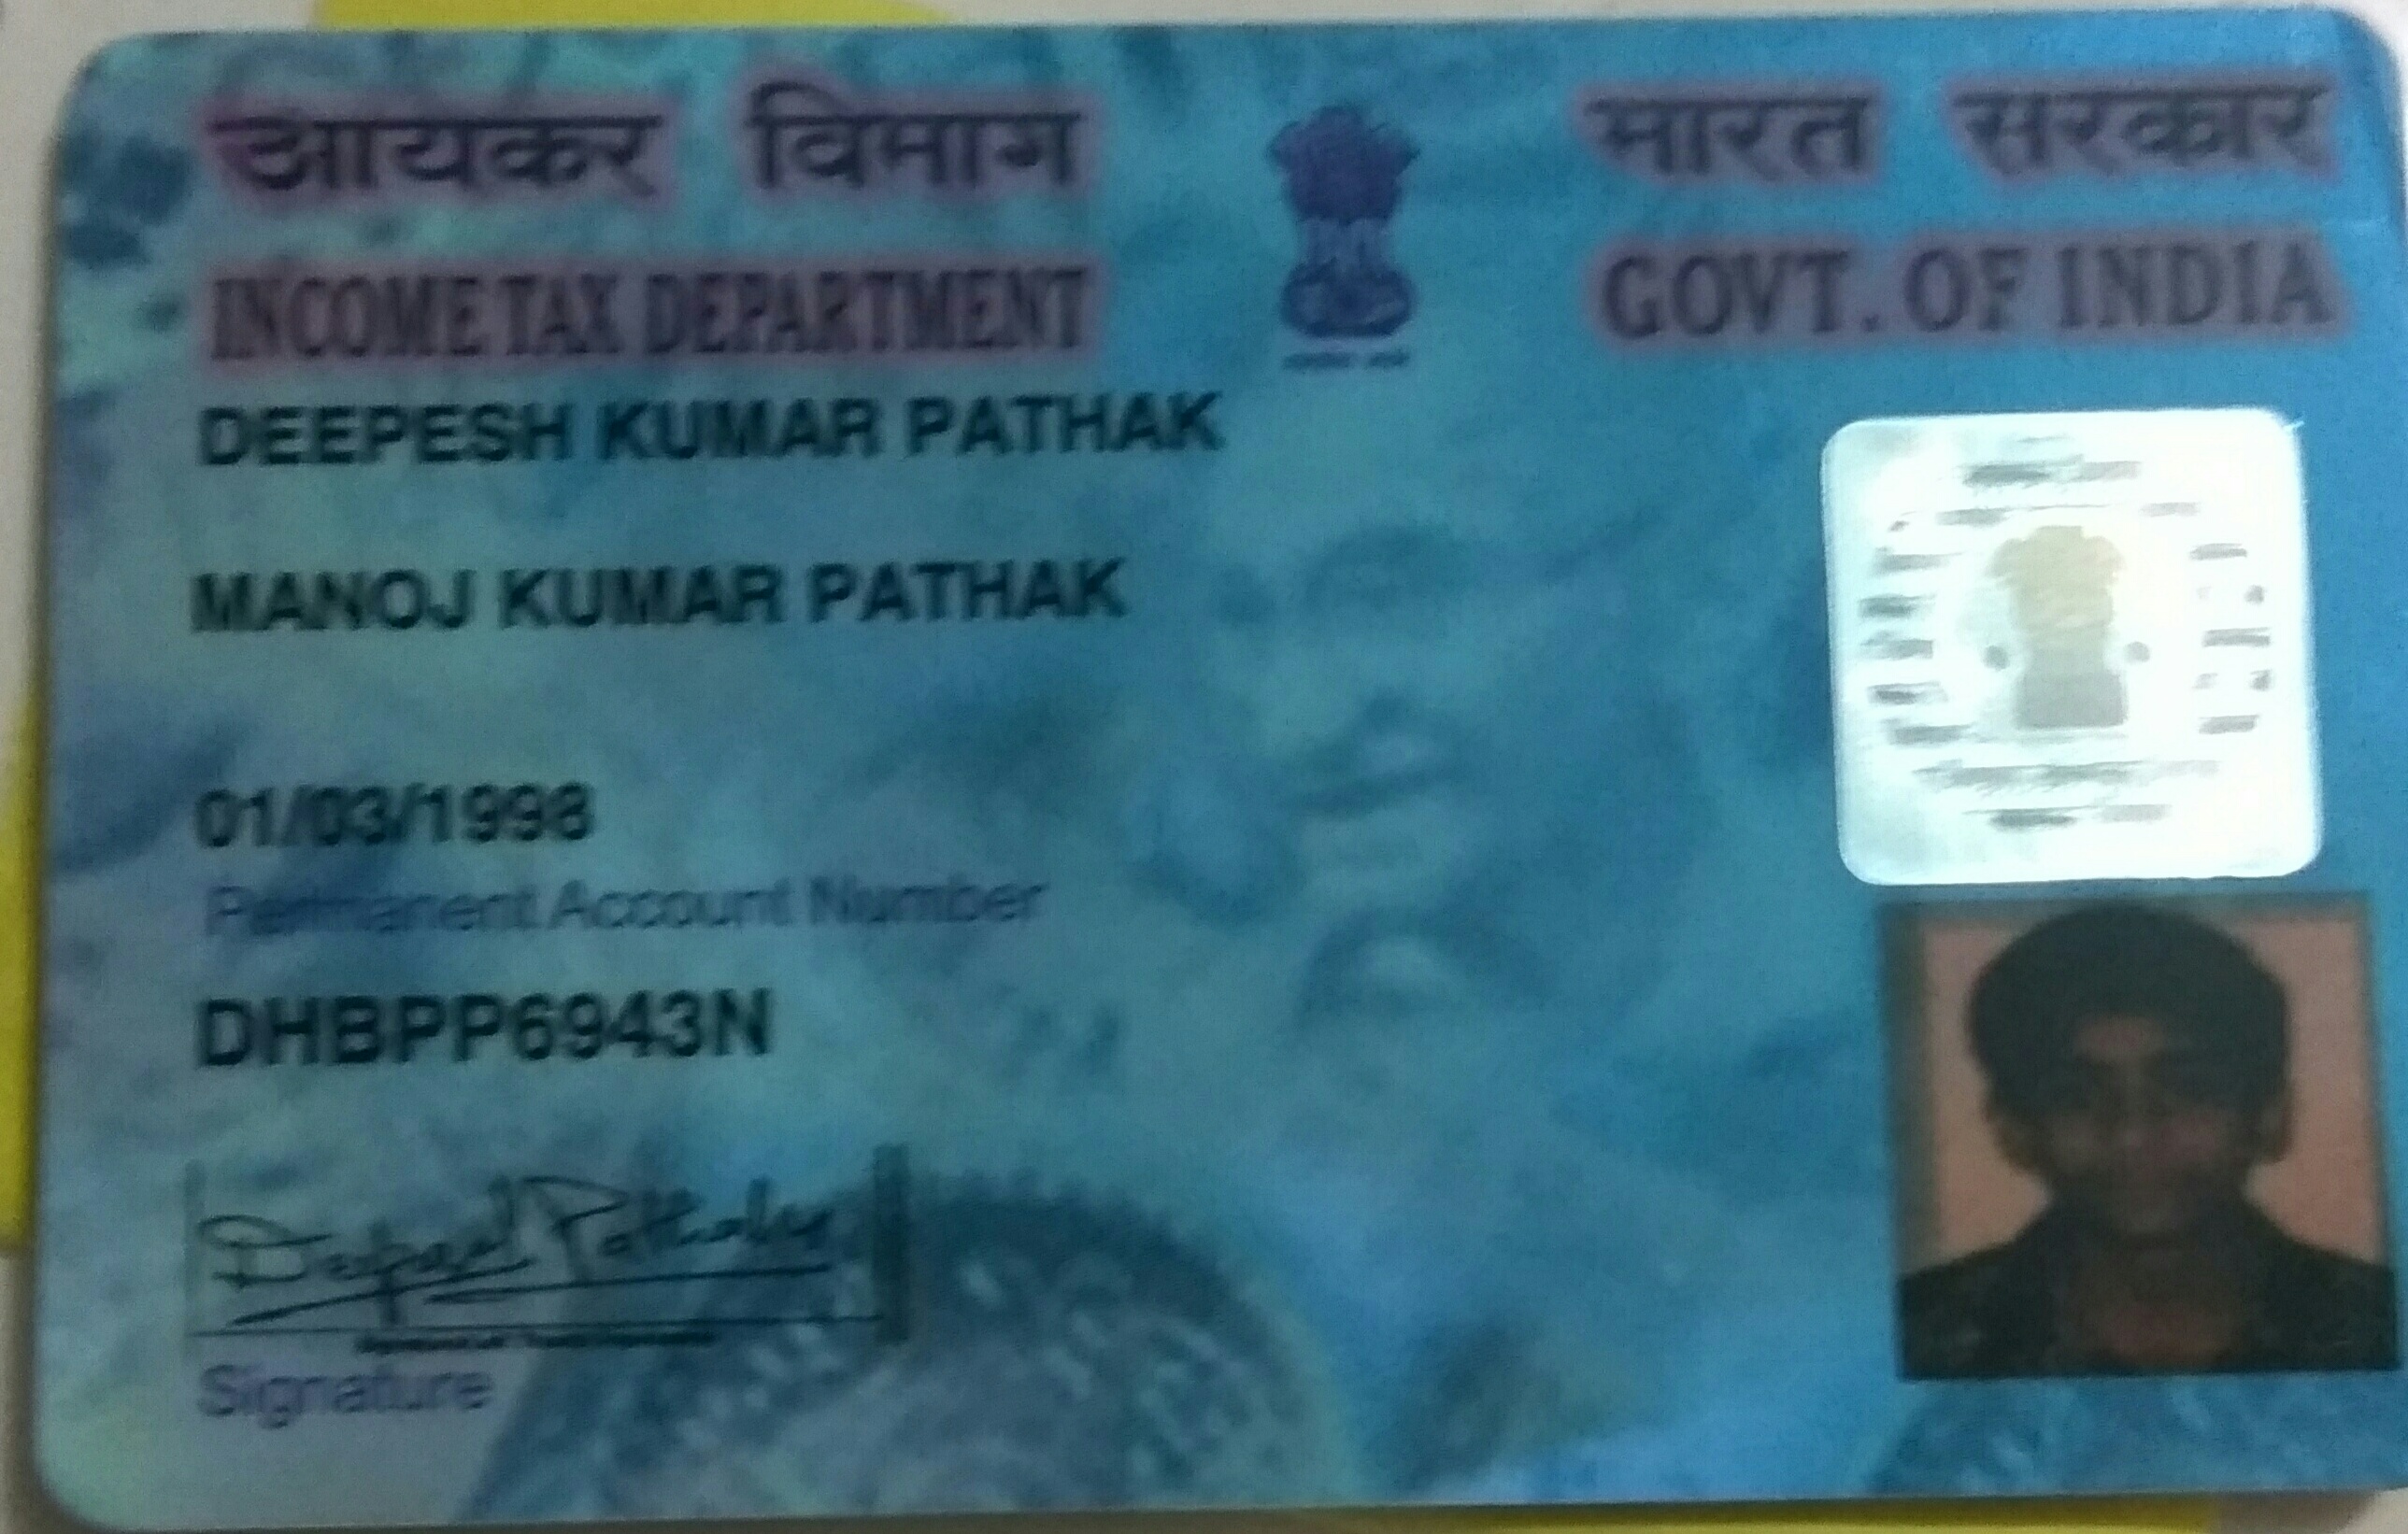 आयकर विभाग
भारत सरकार
INCOME TAX DEPARTMENT
GOVT. OF INDIA
DEEPESH KUMAR PATHAK
MANOJ KUMAR PATHAK
01/03/1998
Permanent Account Number
DHBPP6943N
Deepesh Pathak
Signature